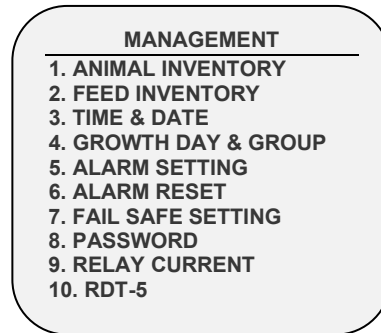 MANAGEMENT
1. ANIMAL INVENTORY
2. FEED INVENTORY
3. TIME & DATE
4. GROWTH DAY & GROUP
5. ALARM SETTING
6. ALARM RESET
7. FAIL SAFE SETTING
8. PASSWORD
9. RELAY CURRENT
10. RDT-5